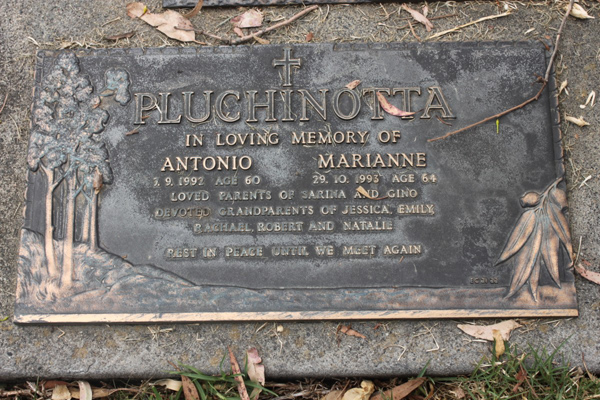 PLUCHINOTTA
IN LOVING MEMORY OF
ANTONIO MARIANNE
7. 9. 1992 AGE 60 29. 10. 1993 AGE 64
LOVED PARENTS OF SARINA AND GINO
DEVOTED GRANDPARENTS OF JESSICA, EMILY,
RACHAEL, ROBERT AND NATALIE
REST IN PEACE UNTIL WE MEET AGAIN